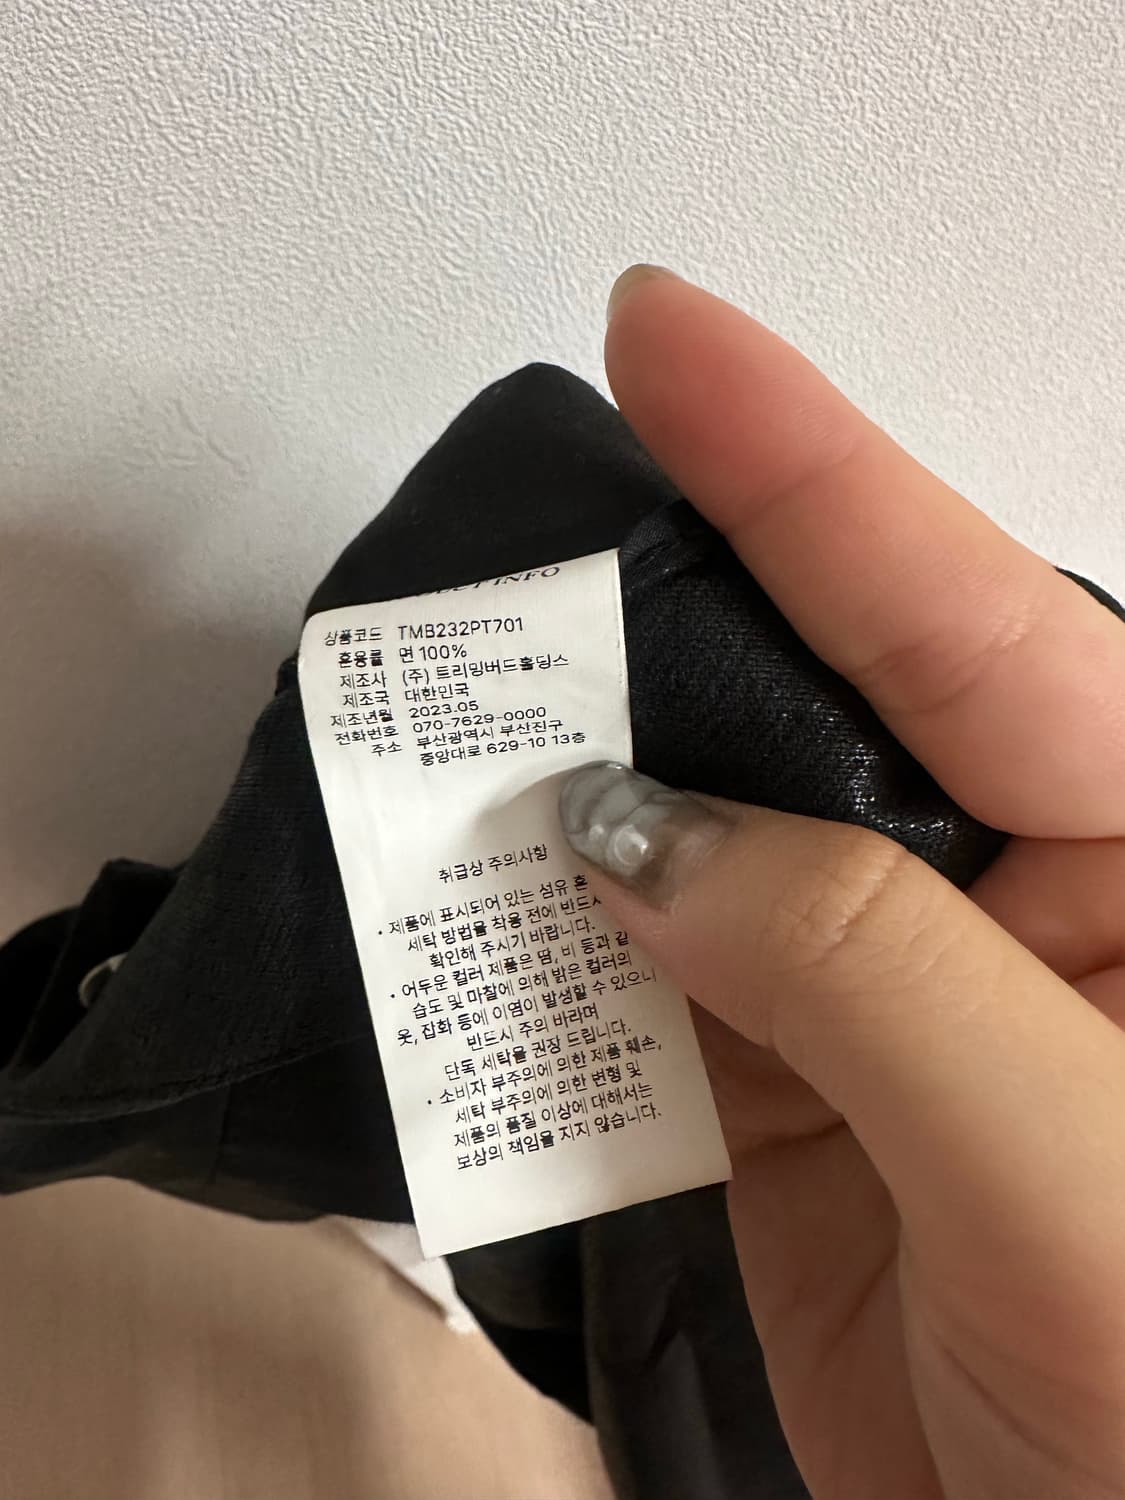 INFO
상품코드 TMB232PT701
혼용률 면 100%
제조사 (주) 트리밍버드홀딩스
제조국 대한민국
제조년월 2023.05
전화번호 070-7629-0000
주소 부산광역시 부산진구
중앙대로 629-10 13층
취급상 주의사항
• 제품에 표시되어 있는 섬유 혼
세탁 방법을 착용 전에 반드시
확인해 주시기 바랍니다.
• 어두운 컬러 제품은 땀, 비 등과 같
습도 및 마찰에 의해 밝은 컬러의
옷, 잡화 등에 이염이 발생할 수 있으니
반드시 주의 바라며
단독 세탁을 권장 드립니다.
• 소비자 부주의에 의한 제품 훼손,
세탁 부주의에 의한 변형 및
제품의 품질 이상에 대해서는
보상의 책임을 지지 않습니다.